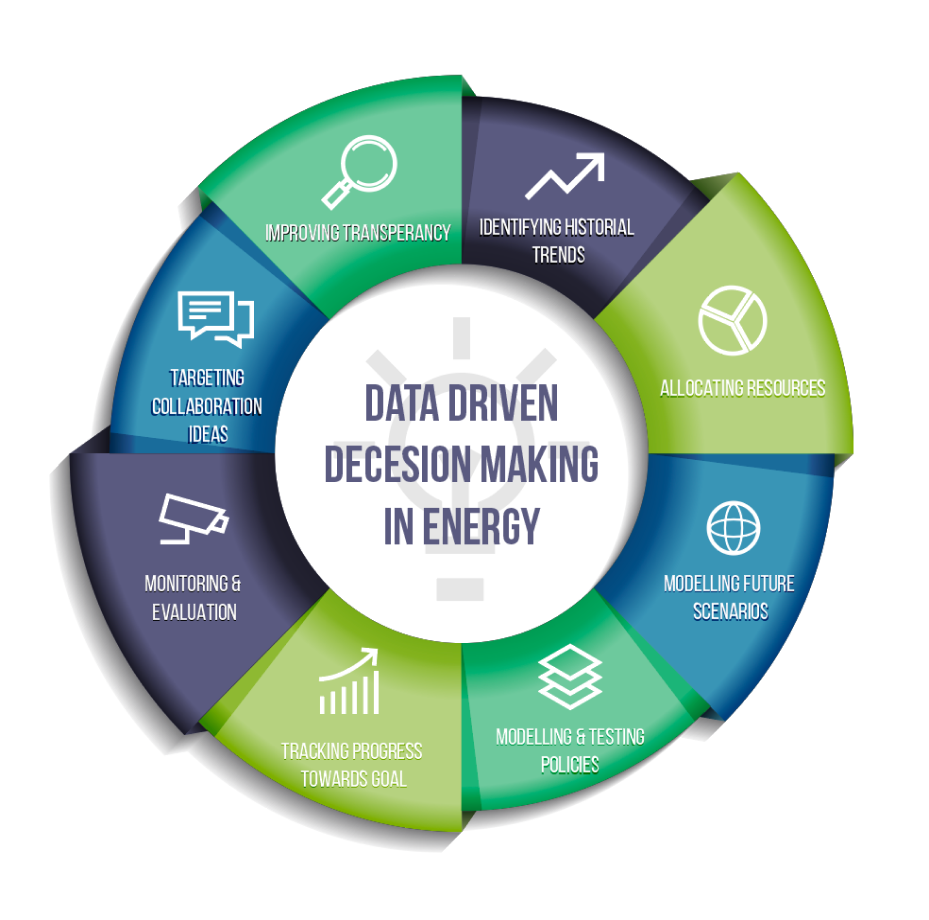 IMPROVING TRANSPERANCY
IDENTIFYING HISTORIAL
TRENDS
ALLOCATING RESOURCES
MODELLING FUTURE
SCENARIOS
MODELLING & TESTING
POLICIES
TRACKING PROGRESS
TOWARDS GOAL
MONITORING &
EVALUATION
TARGETING
COLLABORATION
IDEAS
DATA DRIVEN
DECESION MAKING
IN ENERGY